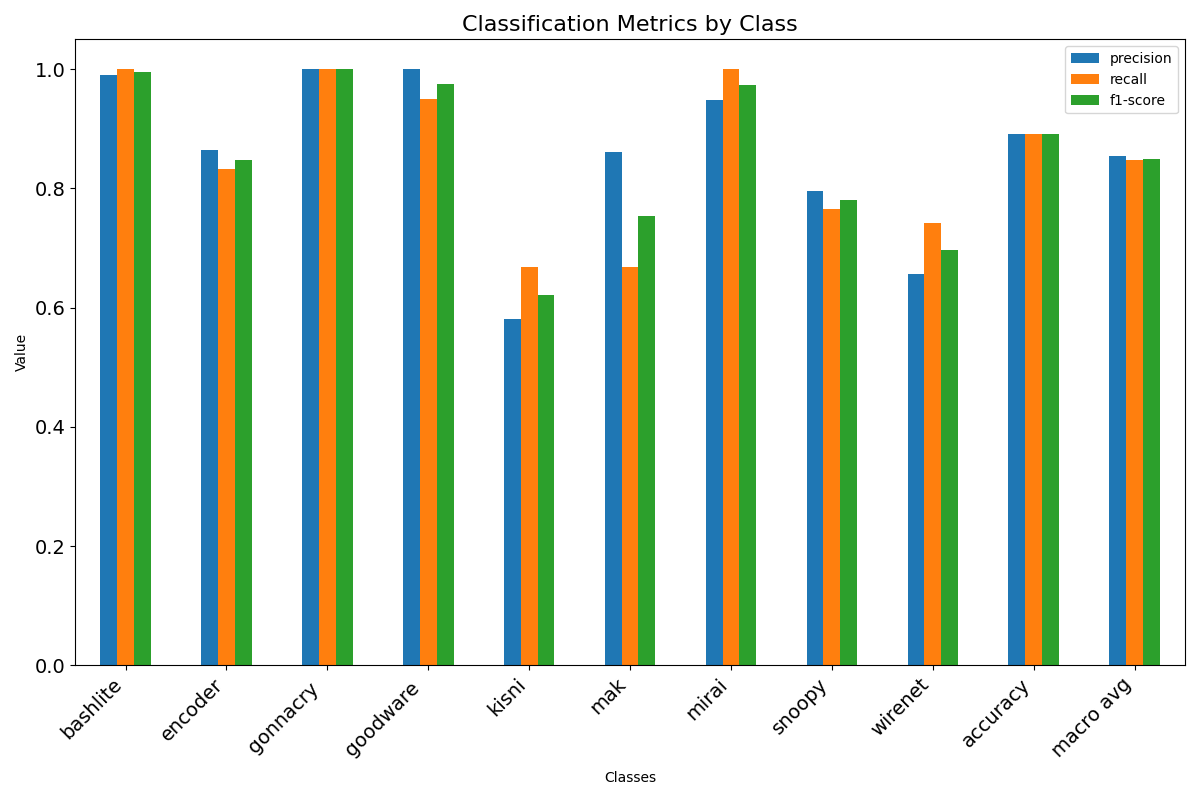 Classification Metrics by Class
precision
recall
f1-score
1.0
0.8
0.6
0.4
0.2
0.0
Value
bashlite
encoder
gonnacry
goodware
kisni
mak
mirai
snoopy
wirenet
accuracy
macro avg
Classes